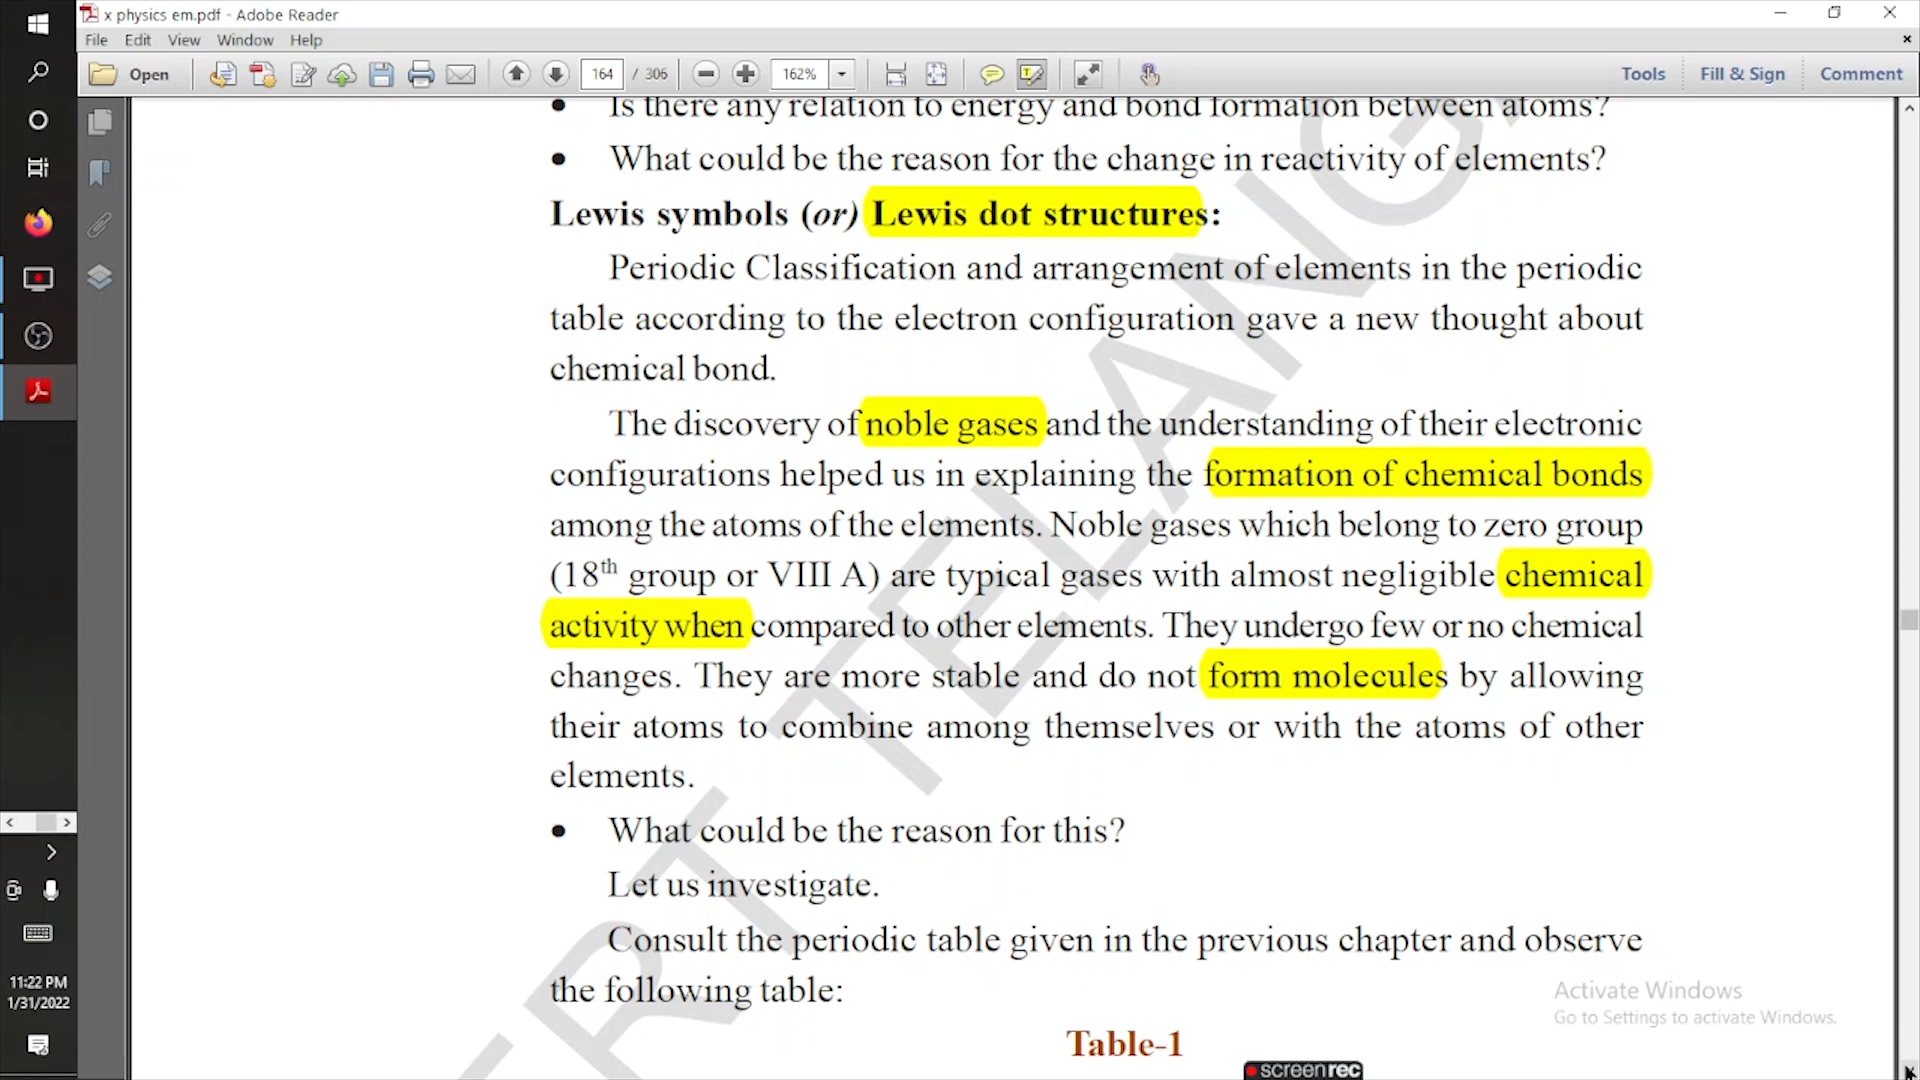 x physics em.pdf - Adobe Reader
File Edit View Window Help
Open 164 / 306 162% Tools Fill & Sign Comment
• Is there any relation to energy and bond formation between atoms?
• What could be the reason for the change in reactivity of elements?
Lewis symbols (or) Lewis dot structures:
Periodic Classification and arrangement of elements in the periodic
table according to the electron configuration gave a new thought about
chemical bond.
The discovery of noble gases and the understanding of their electronic
configurations helped us in explaining the formation of chemical bonds
among the atoms of the elements. Noble gases which belong to zero group
(18th group or VIII A) are typical gases with almost negligible chemical
activity when compared to other elements. They undergo few or no chemical
changes. They are more stable and do not form molecules by allowing
their atoms to combine among themselves or with the atoms of other
elements.
• What could be the reason for this?
Let us investigate.
Consult the periodic table given in the previous chapter and observe
the following table:
Table-1
ERT TELANG
11:22 PM
1/31/2022
Activate Windows
Go to Settings to activate Windows.
screenrec